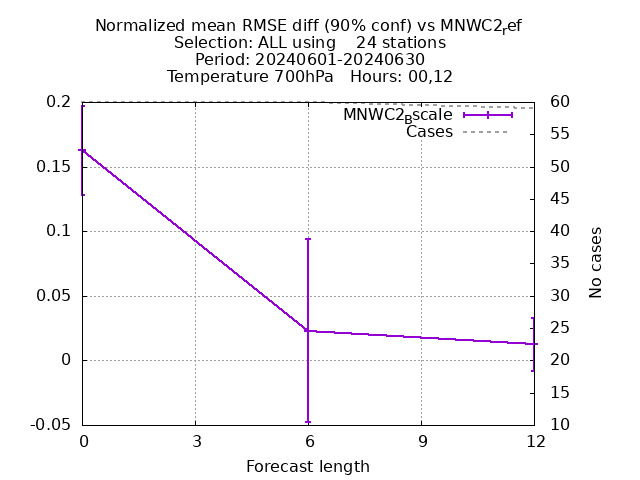 Normalized mean RMSE diff (90% conf) vs MNWC2ref
Selection: ALL using    24 stations
Period: 20240601-20240630
Temperature 700hPa   Hours: 00,12
MNWC2Bscale
Cases
0.2
0.15
0.1
0.05
0
-0.05
60
55
50
45
40
35
30
25
20
15
10
No cases
0
3
6
9
12
Forecast length